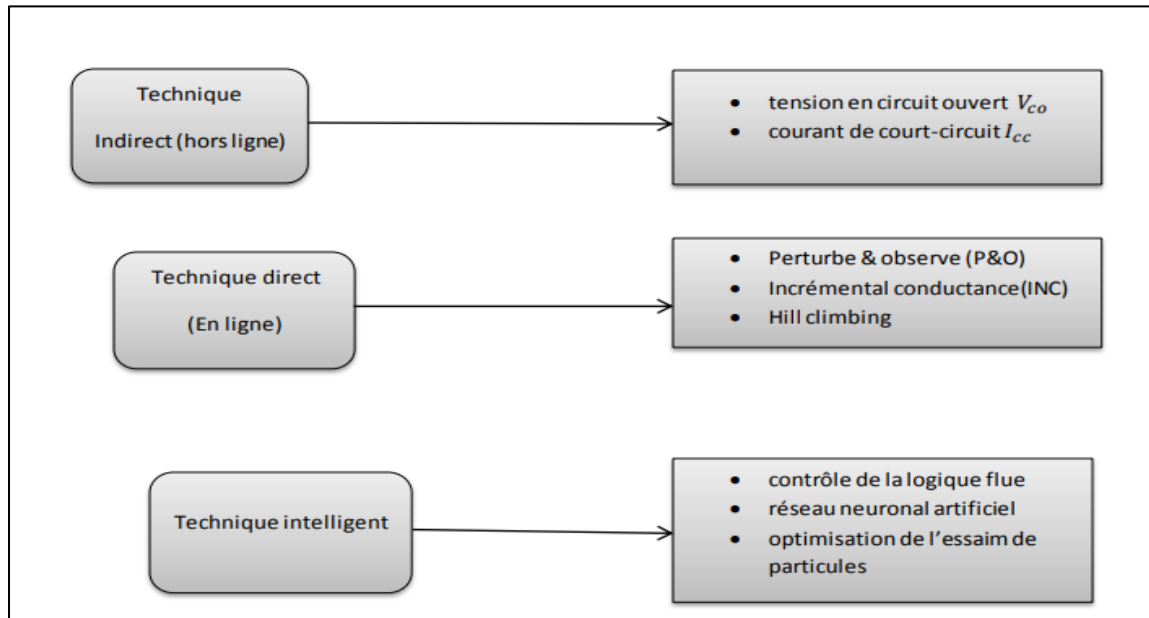 Technique
Indirect (hors ligne)
• tension en circuit ouvert V_co
• courant de court-circuit I_cc
Technique direct
(En ligne)
• Perturbe & observe (P&O)
• Incrémental conductance(INC)
• Hill climbing
Technique intelligent
• contrôle de la logique flue
• réseau neuronal artificiel
• optimisation de l'essaim de
particules